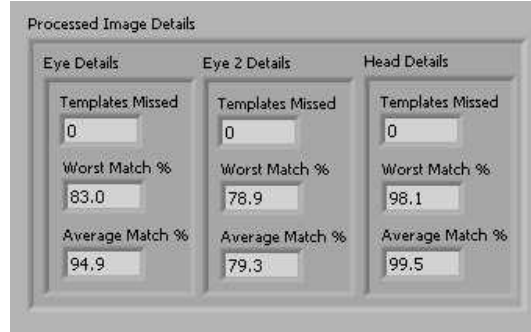 Processed Image Details
Eye Details
Templates Missed
0
Worst Match %
83.0
Average Match %
94.9
Eye 2 Details
Templates Missed
0
Worst Match %
78.9
Average Match %
79.3
Head Details
Templates Missed
0
Worst Match %
98.1
Average Match %
99.5